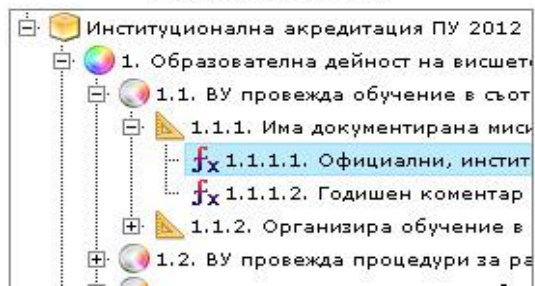 Институционална акредитация ПУ 2012
1. Образователна дейност на висшет
1.1. ВУ провежда обучение в съот
1.1.1. Има документирана миси
1.1.1.1. Официални, инстит
1.1.1.2. Годишен коментар
1.1.2. Организира обучение в
1.2. ВУ провежда процедури за ра